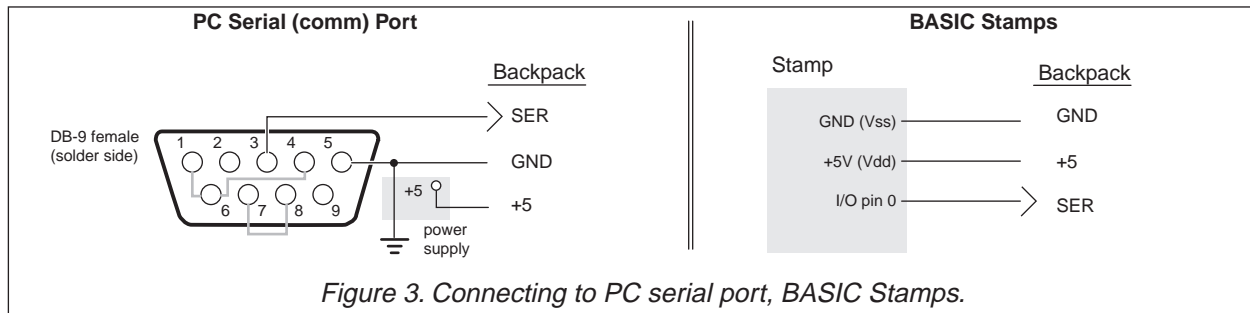 PC Serial (comm) Port
Backpack
SER
DB-9 female
(solder side)
1 2 3 4 5
GND
+5
+5
6 7 8 9
power
supply
BASIC Stamps
Stamp
Backpack
GND (Vss)
GND
+5V (Vdd)
+5
I/O pin 0
SER
Figure 3. Connecting to PC serial port, BASIC Stamps.